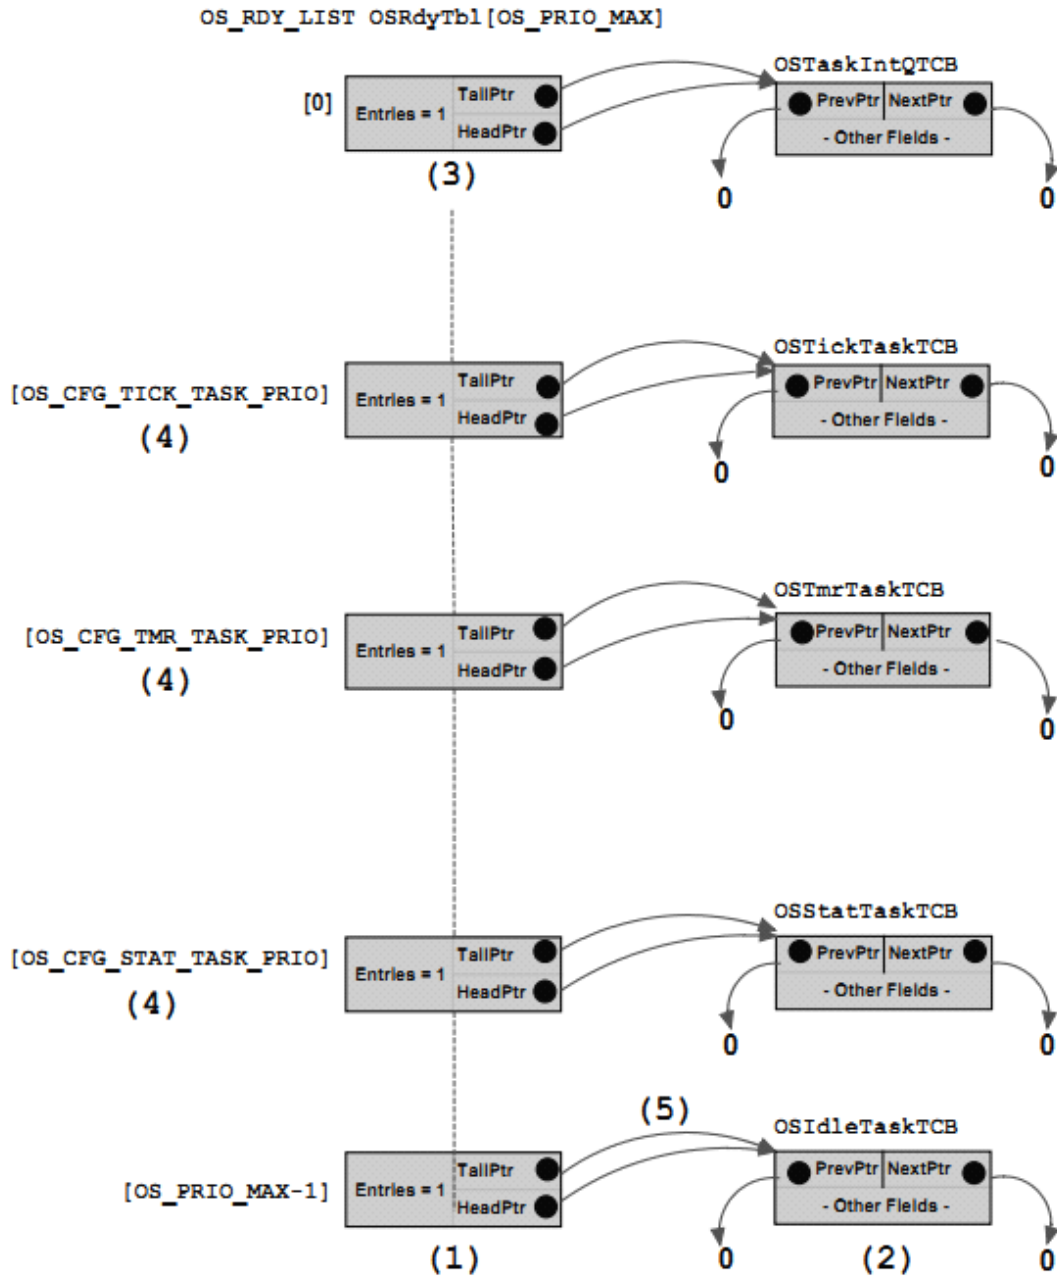 OS_RDY_LIST OSRdyTbl[OS_PRIO_MAX]
OSTaskIntQTCB
[0]
Entries = 1
TailPtr
HeadPtr
PrevPtr NextPtr
- Other Fields -
(3)
0
0
OSTickTaskTCB
[OS_CFG_TICK_TASK_PRIO]
Entries = 1
TailPtr
HeadPtr
PrevPtr NextPtr
- Other Fields -
(4)
0
0
OSTmrTaskTCB
[OS_CFG_TMR_TASK_PRIO]
Entries = 1
TailPtr
HeadPtr
PrevPtr NextPtr
- Other Fields -
(4)
0
0
OSStatTaskTCB
[OS_CFG_STAT_TASK_PRIO]
Entries = 1
TailPtr
HeadPtr
PrevPtr NextPtr
- Other Fields -
(4)
0
0
(5)
OSIdleTaskTCB
[OS_PRIO_MAX-1]
Entries = 1
TailPtr
HeadPtr
PrevPtr NextPtr
- Other Fields -
(1)
0
(2)
0